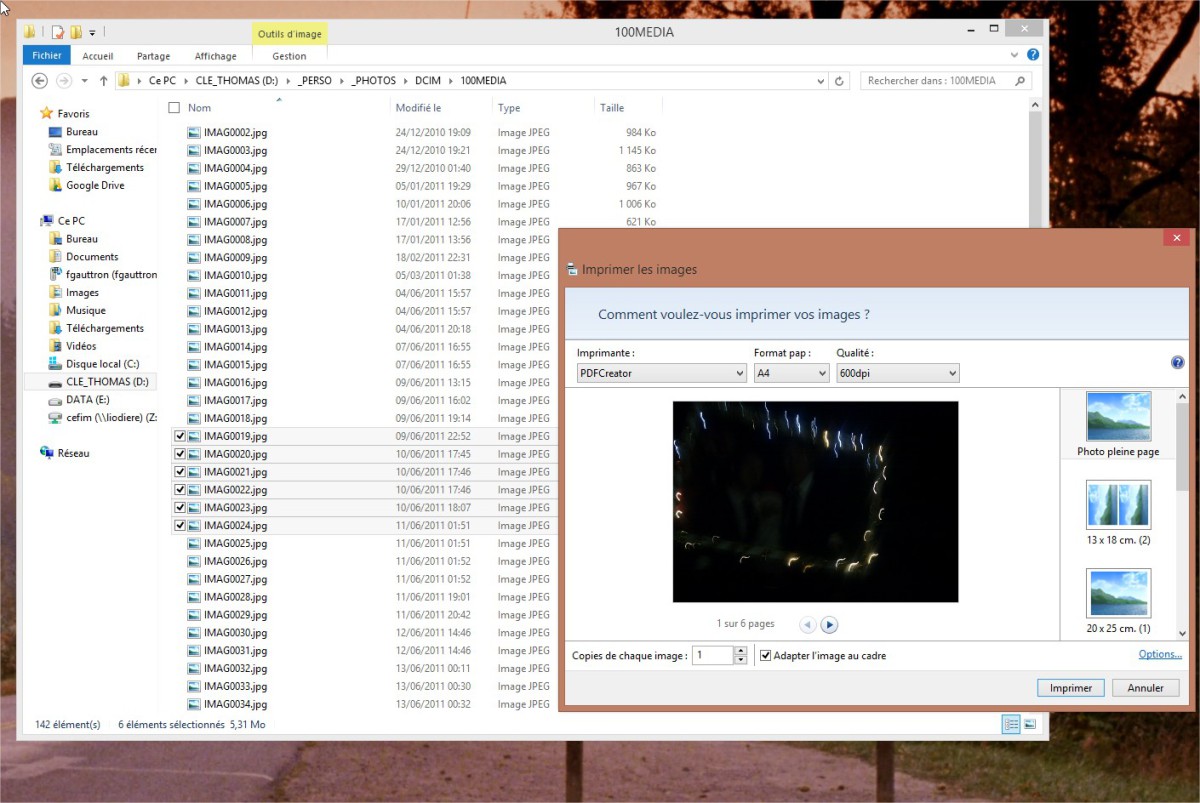 Outils d'image
100MEDIA
Fichier Accueil Partage Affichage Gestion
Ce PC CLE_THOMAS (D:) _PERSO _PHOTOS DCIM 100MEDIA
Rechercher dans : 100MEDIA
Favoris
Bureau
Emplacements récer
Téléchargements
Google Drive
Ce PC
Bureau
Documents
fgauttron (fgauttron
Images
Musique
Téléchargements
Vidéos
Disque local (C:)
CLE_THOMAS (D:)
DATA (E:)
cefim (\\liodiere) (Z:
Réseau
Nom Modifié le Type Taille
IMAG0002.jpg 24/12/2010 19:09 Image JPEG 984 Ko
IMAG0003.jpg 24/12/2010 19:21 Image JPEG 1 145 Ko
IMAG0004.jpg 29/12/2010 01:40 Image JPEG 863 Ko
IMAG0005.jpg 05/01/2011 19:29 Image JPEG 967 Ko
IMAG0006.jpg 10/01/2011 20:06 Image JPEG 1 006 Ko
IMAG0007.jpg 17/01/2011 12:56 Image JPEG 621 Ko
IMAG0008.jpg 17/01/2011 13:56 Image JPEG
IMAG0009.jpg 18/02/2011 22:31 Image JPEG
IMAG0010.jpg 05/03/2011 01:38 Image JPEG
IMAG0011.jpg 04/06/2011 15:57 Image JPEG
IMAG0012.jpg 04/06/2011 15:57 Image JPEG
IMAG0013.jpg 04/06/2011 20:18 Image JPEG
IMAG0014.jpg 07/06/2011 16:55 Image JPEG
IMAG0015.jpg 07/06/2011 16:55 Image JPEG
IMAG0016.jpg 09/06/2011 13:15 Image JPEG
IMAG0017.jpg 09/06/2011 16:02 Image JPEG
IMAG0018.jpg 09/06/2011 19:14 Image JPEG
IMAG0019.jpg 09/06/2011 22:52 Image JPEG
IMAG0020.jpg 10/06/2011 17:45 Image JPEG
IMAG0021.jpg 10/06/2011 17:46 Image JPEG
IMAG0022.jpg 10/06/2011 17:46 Image JPEG
IMAG0023.jpg 10/06/2011 18:07 Image JPEG
IMAG0024.jpg 11/06/2011 01:51 Image JPEG
IMAG0025.jpg 11/06/2011 01:51 Image JPEG
IMAG0026.jpg 11/06/2011 01:52 Image JPEG
IMAG0027.jpg 11/06/2011 01:52 Image JPEG
IMAG0028.jpg 11/06/2011 19:01 Image JPEG
IMAG0029.jpg 11/06/2011 20:42 Image JPEG
IMAG0030.jpg 12/06/2011 14:46 Image JPEG
IMAG0031.jpg 12/06/2011 14:46 Image JPEG
IMAG0032.jpg 13/06/2011 00:11 Image JPEG
IMAG0033.jpg 13/06/2011 00:30 Image JPEG
IMAG0034.jpg 13/06/2011 00:32 Image JPEG
142 élément(s) 6 éléments sélectionnés 5,31 Mo
Imprimer les images
Comment voulez-vous imprimer vos images ?
Imprimante : Format pap : Qualité :
PDFCreator A4 600dpi
Photo pleine page
13 x 18 cm. (2)
20 x 25 cm. (1)
1 sur 6 pages
Copies de chaque image : 1 Adapter l'image au cadre Options...
Imprimer Annuler